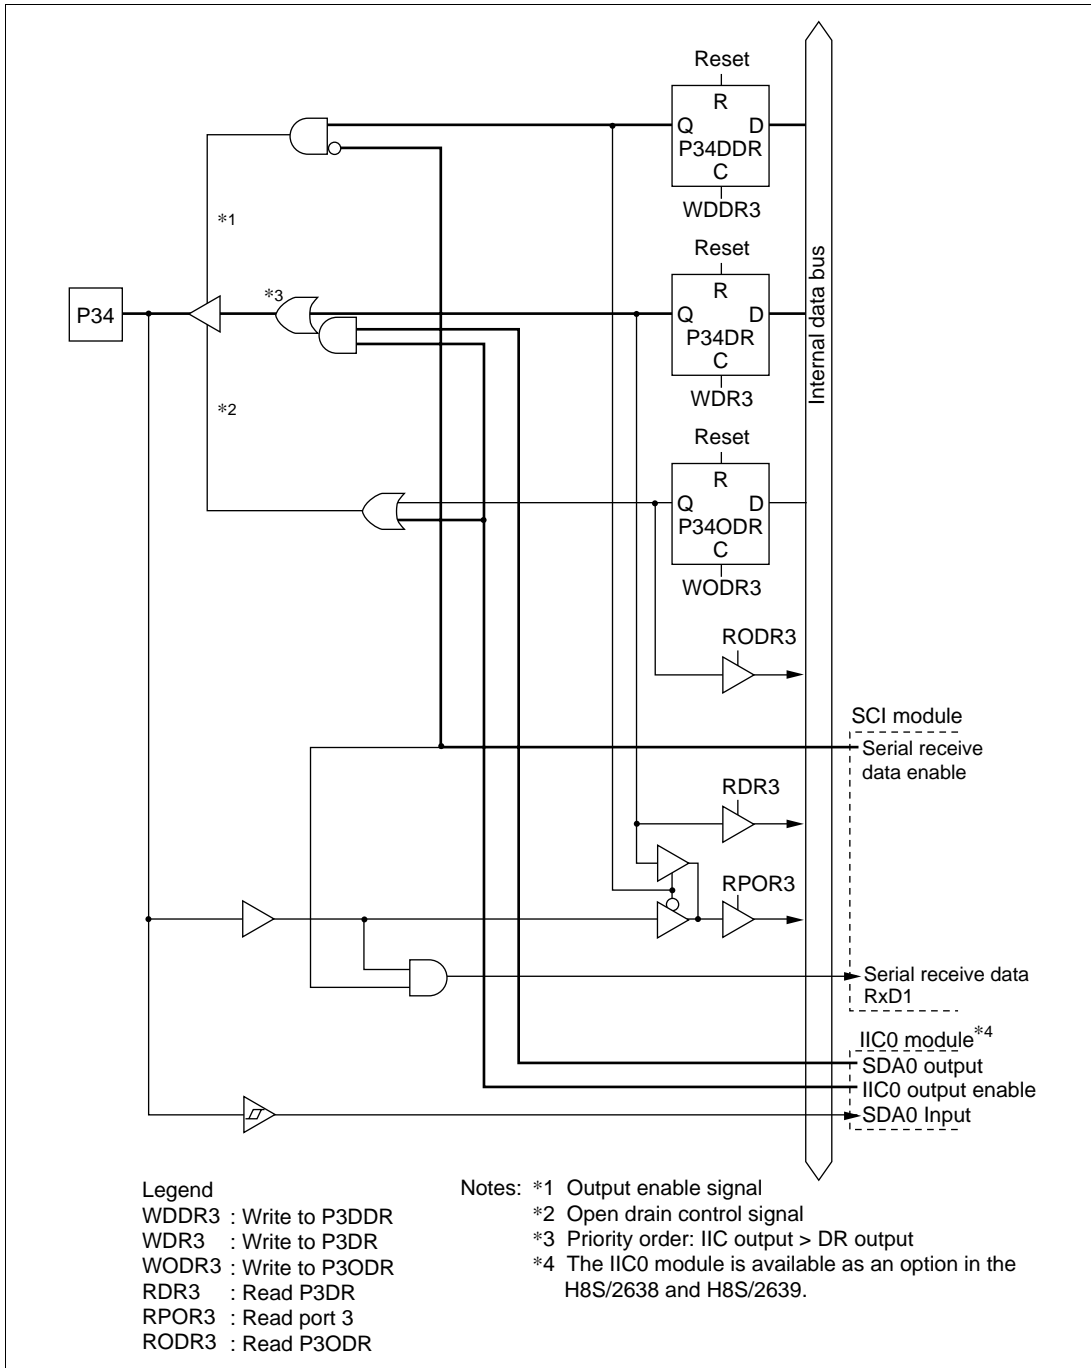 Reset
R
Q D
P34DDR
C
WDDR3
*1
Reset
R
P34
*3
Q D
P34DR
C
WDR3
Internal data bus
*2
Reset
R
Q D
P34ODR
C
WODR3
RODR3
SCI module
Serial receive
data enable
RDR3
RPOR3
Serial receive data
RxD1
IIC0 module*4
SDA0 output
IIC0 output enable
SDA0 Input
Legend
WDDR3 : Write to P3DDR
WDR3 : Write to P3DR
WODR3 : Write to P3ODR
RDR3 : Read P3DR
RPOR3 : Read port 3
RODR3 : Read P3ODR
Notes: *1 Output enable signal
*2 Open drain control signal
*3 Priority order: IIC output > DR output
*4 The IIC0 module is available as an option in the
H8S/2638 and H8S/2639.